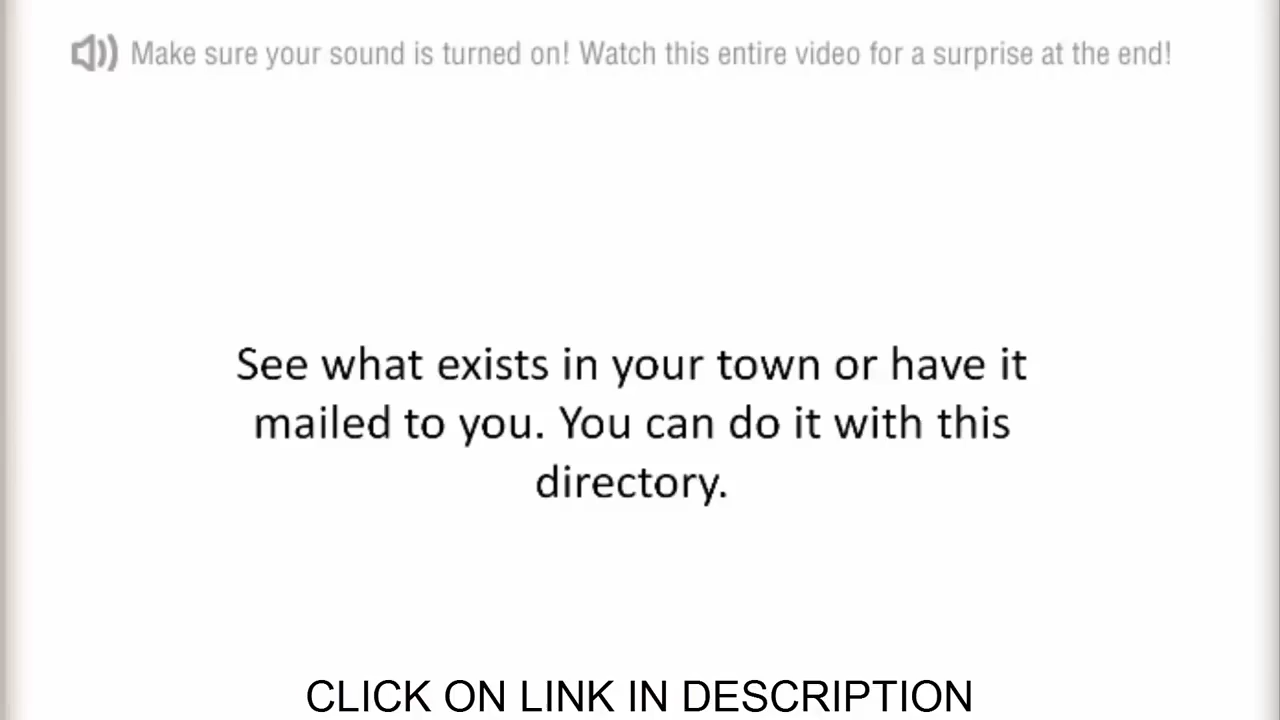 Make sure your sound is turned on! Watch this entire video for a surprise at the end!
See what exists in your town or have it
mailed to you. You can do it with this
directory.
CLICK ON LINK IN DESCRIPTION